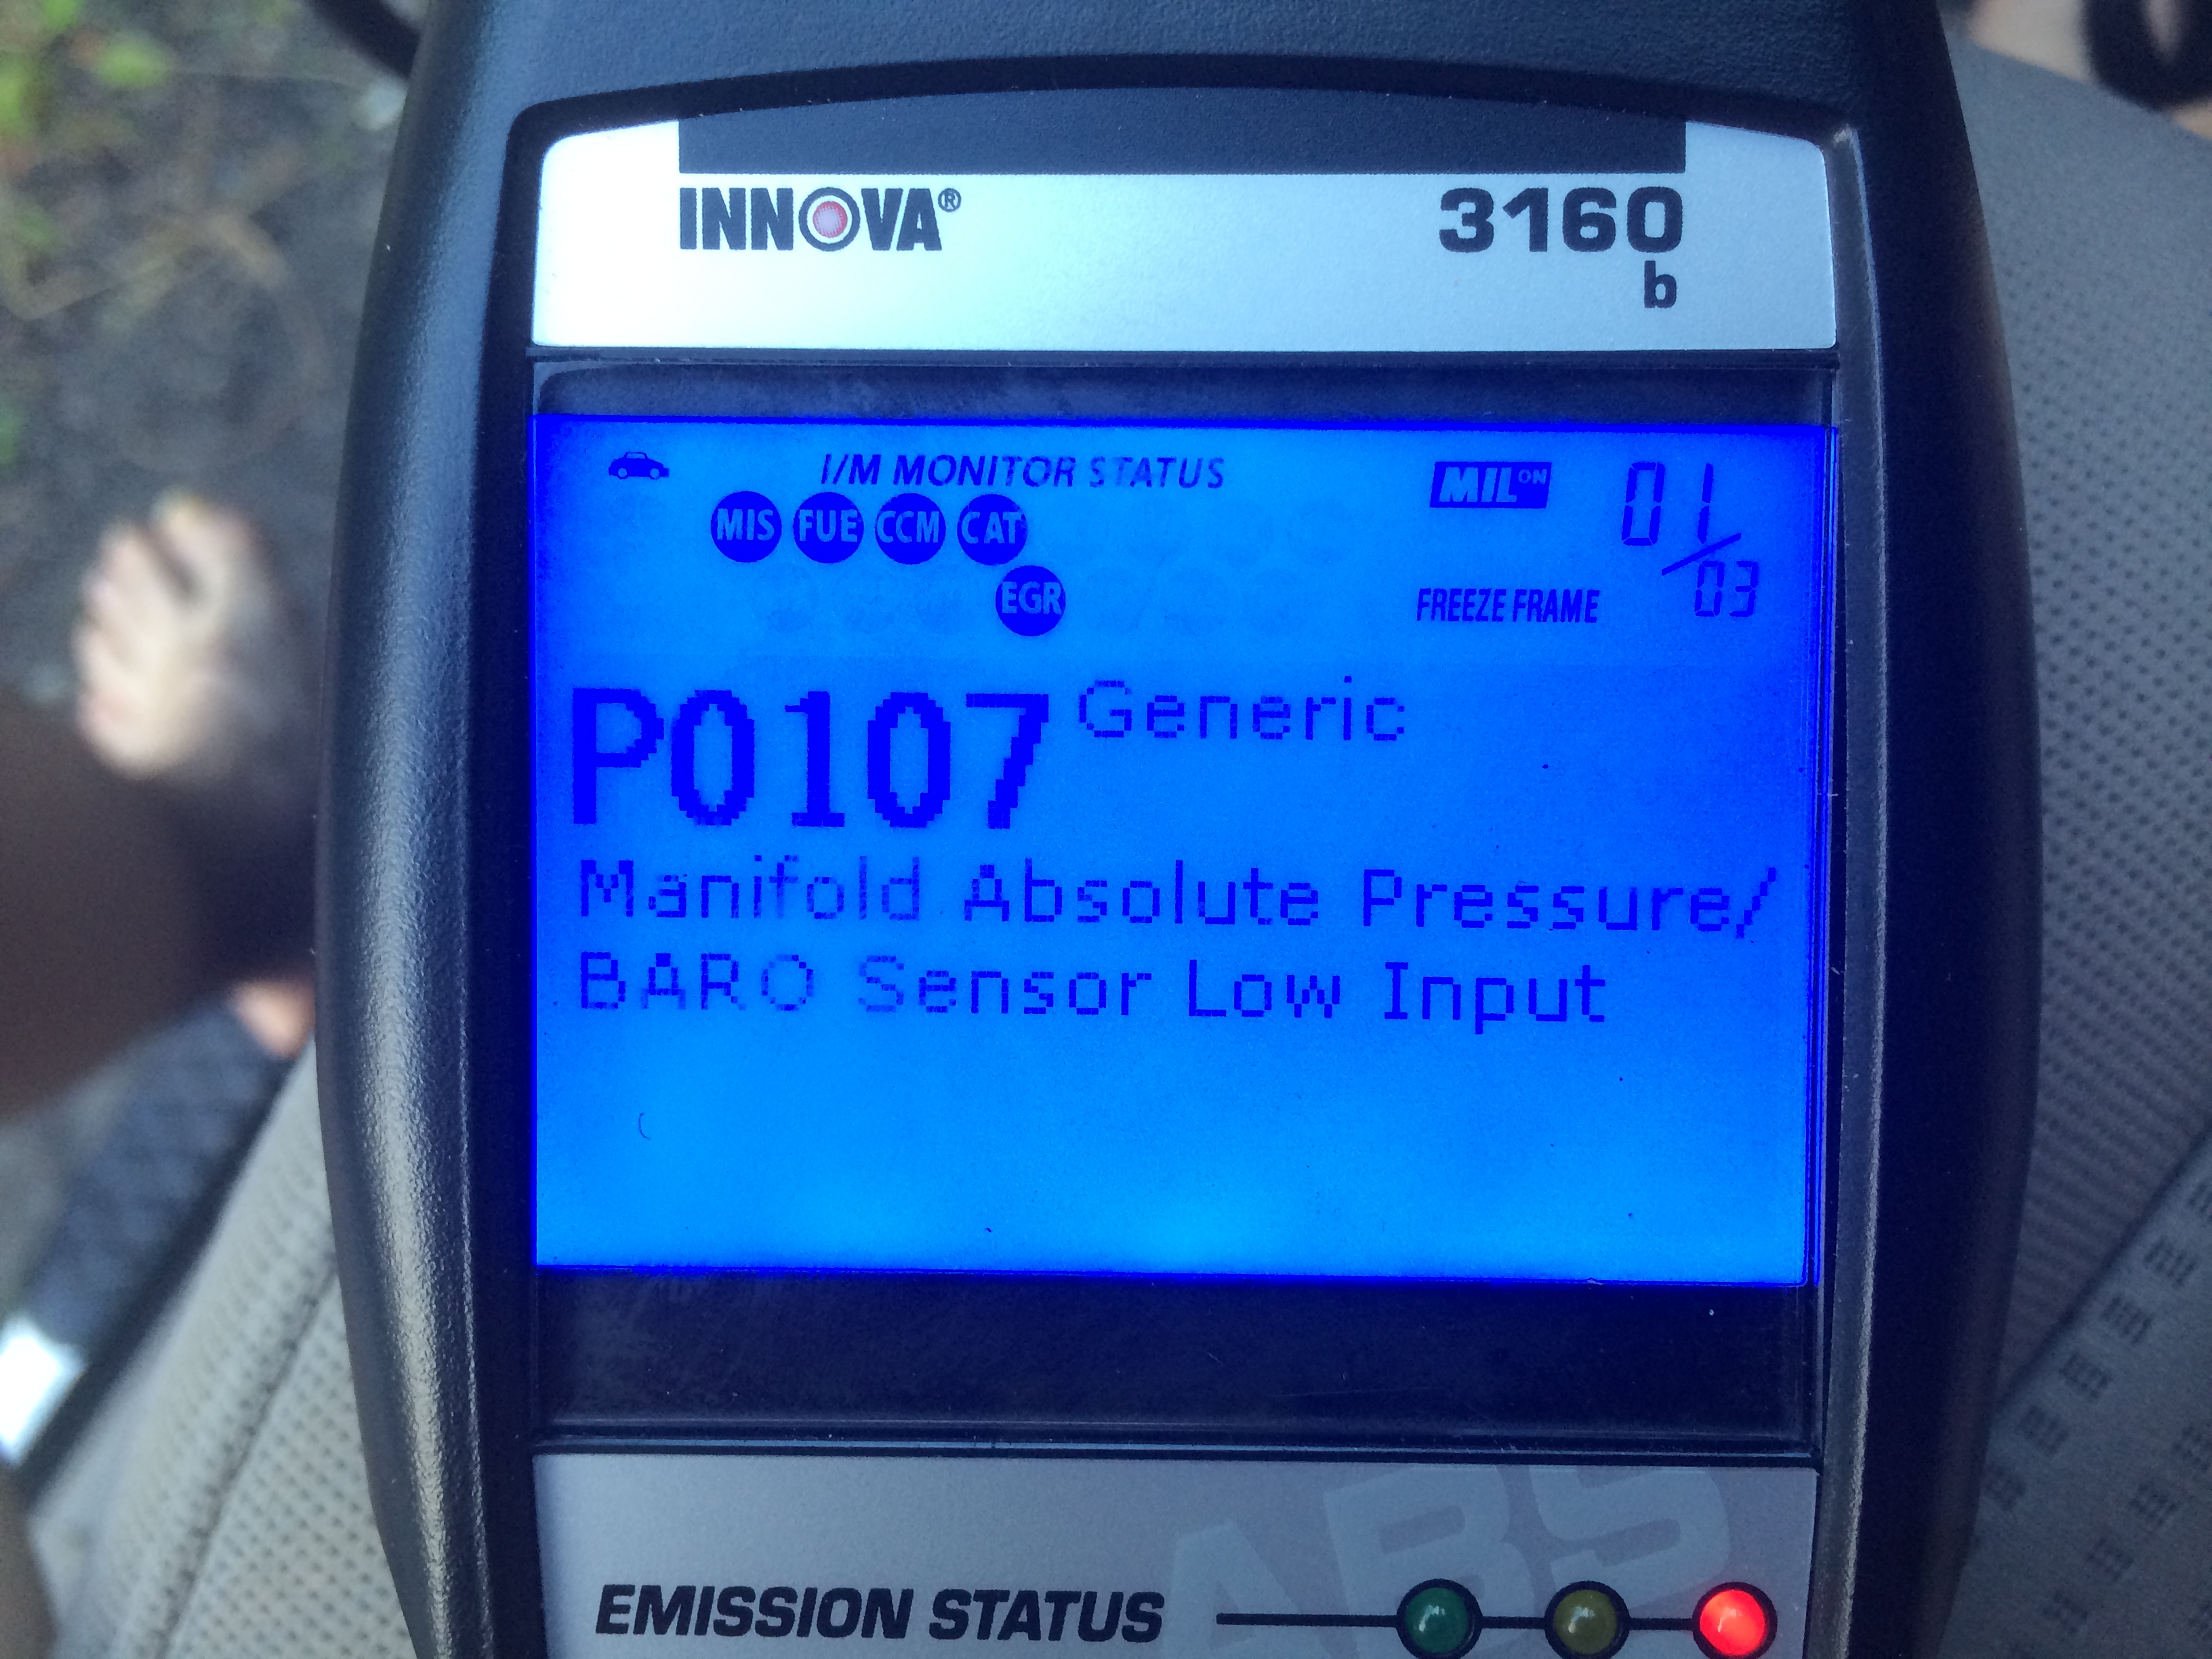 INNOVA®
3160
b
I/M MONITOR STATUS
MIL ON
01/03
MIS FUE CCM CAT
EGR
FREEZE FRAME
P0107 Generic
Manifold Absolute Pressure/
BARO Sensor Low Input
ABS
EMISSION STATUS